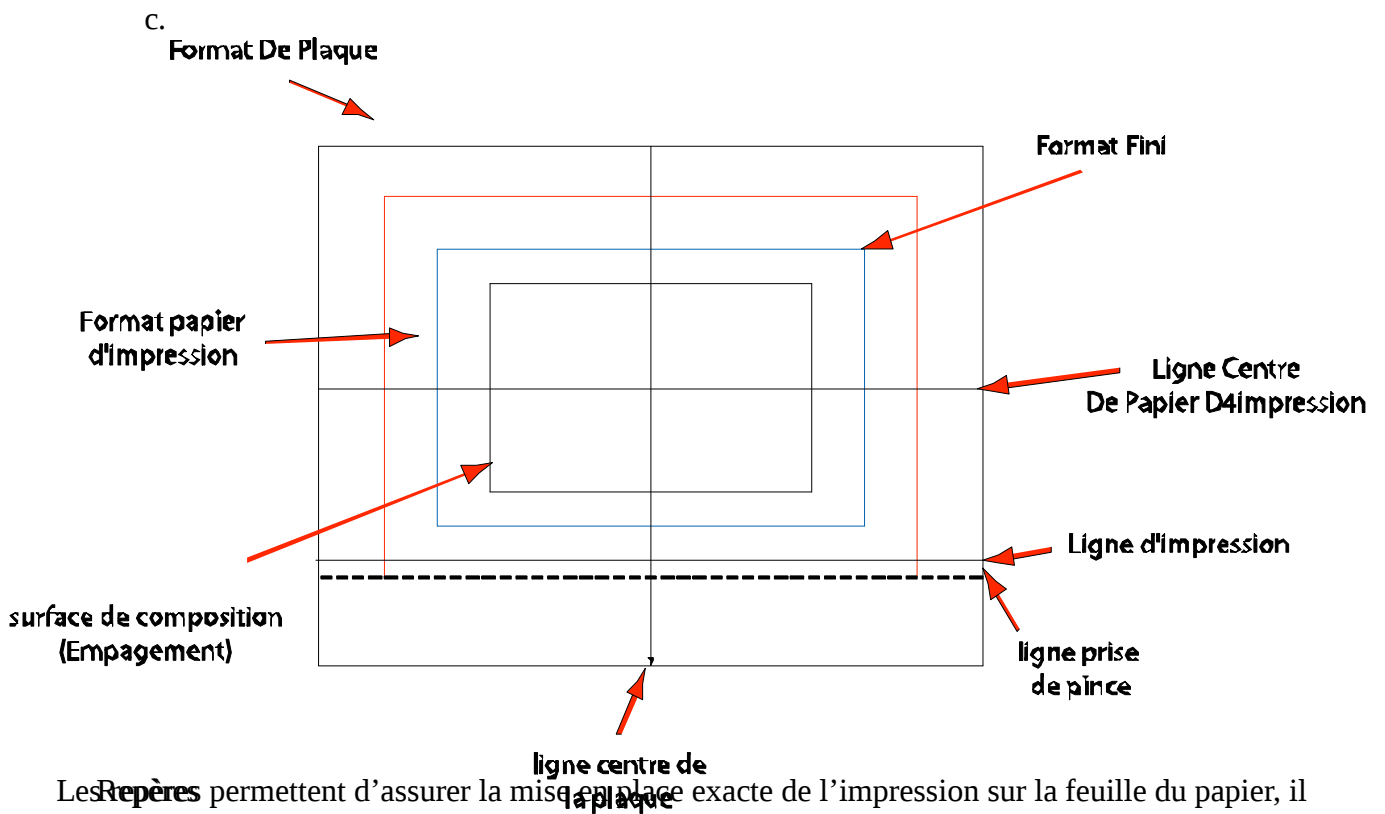 c.
Format De Plaque
Format Fini
Format papier
d'impression
Ligne Centre
De Papier D4impression
Ligne d'impression
surface de composition
(Empagement)
ligne prise
de pince
ligne centre de
la plaque
Les Repères permettent d’assurer la mise en place exacte de l’impression sur la feuille du papier, il